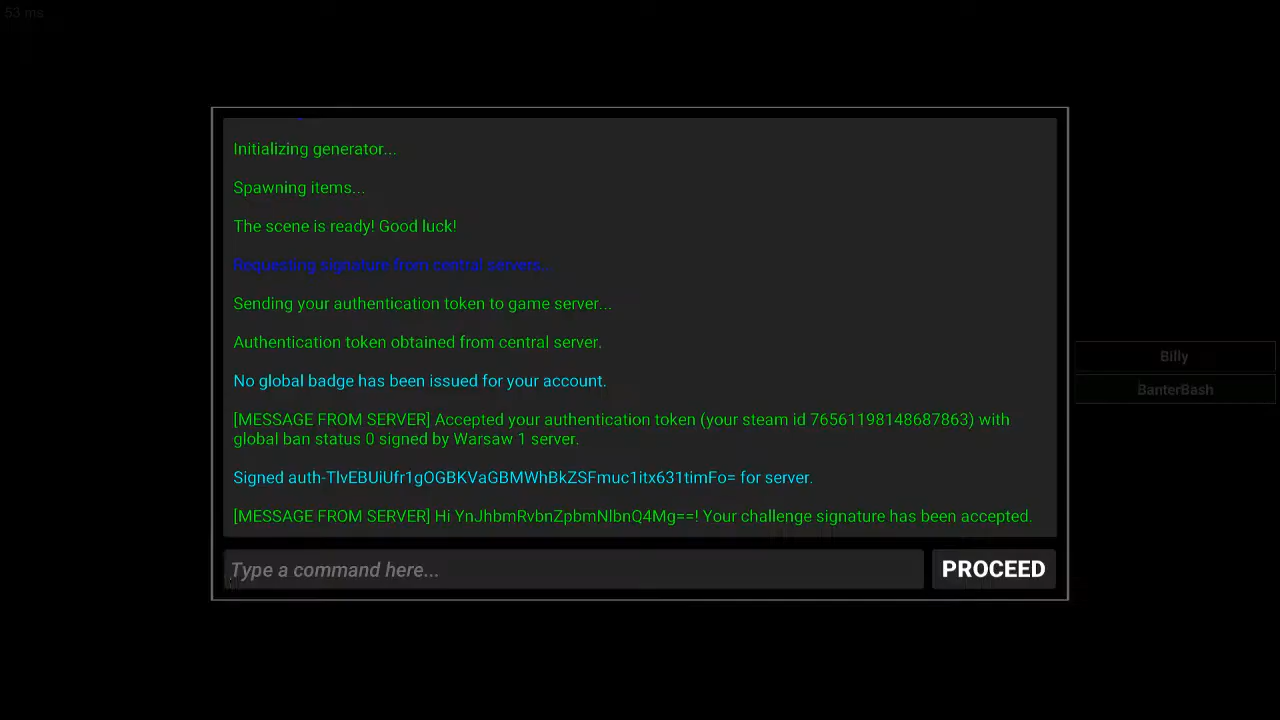 53 ms
Initializing generator...
Spawning items...
The scene is ready! Good luck!
Requesting signature from central servers...
Sending your authentication token to game server...
Authentication token obtained from central server.
Billy
No global badge has been issued for your account.
BanterBash
[MESSAGE FROM SERVER] Accepted your authentication token (your steam id 76561198148687863) with
global ban status 0 signed by Warsaw 1 server.
Signed auth-TlvEBUiUfr1gOGBKVaGBMWhBkZSFmuc1itx631timFo= for server.
[MESSAGE FROM SERVER] Hi YnJhbmRvbnZpbmNlbnQ4Mg==! Your challenge signature has been accepted.
Type a command here...
PROCEED